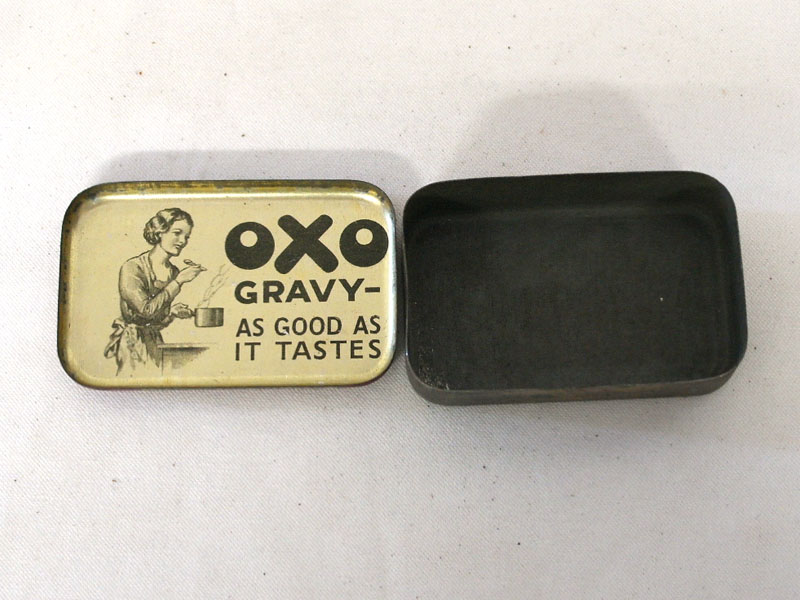 OXO
GRAVY-
AS GOOD AS
IT TASTES